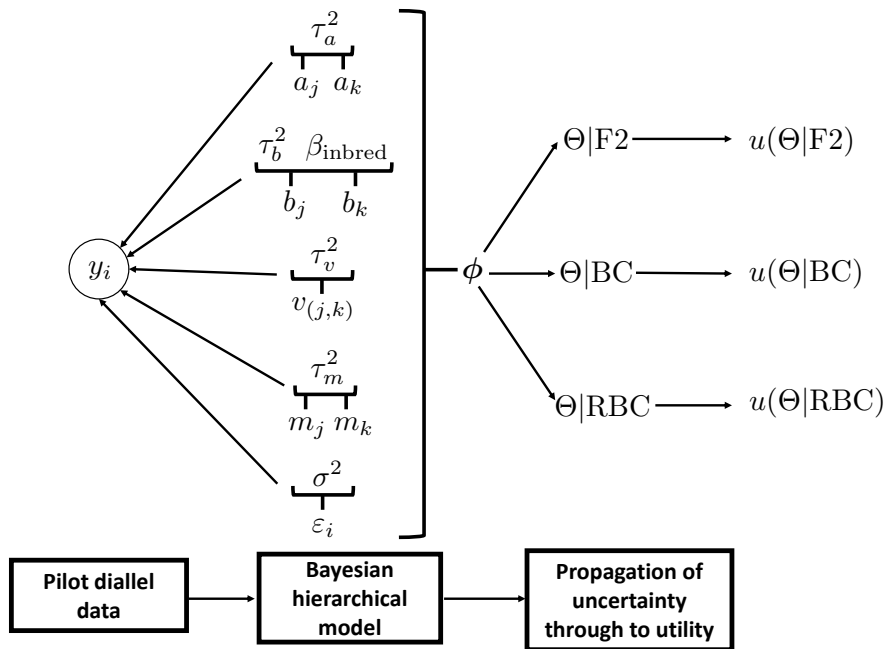 τ_a^2
a_j a_k
τ_b^2 β_inbred
b_j b_k
τ_v^2
v_(j,k)
τ_m^2
m_j m_k
σ^2
ε_i
y_i
ϕ
Θ|F2
u(Θ|F2)
Θ|BC
u(Θ|BC)
Θ|RBC
u(Θ|RBC)
Pilot diallel
data
Bayesian
hierarchical
model
Propagation of
uncertainty
through to utility